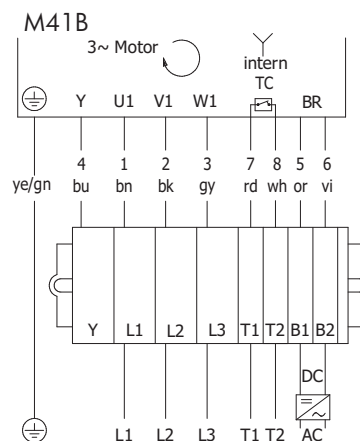 M41B
3~ Motor
intern
TC
Y U1 V1 W1 BR
4 1 2 3 7 8 5 6
ye/gn bu bn bk gy rd wh or vi
Y L1 L2 L3 T1 T2 B1 B2
DC
= ~
L1 L2 L3 T1 T2 AC